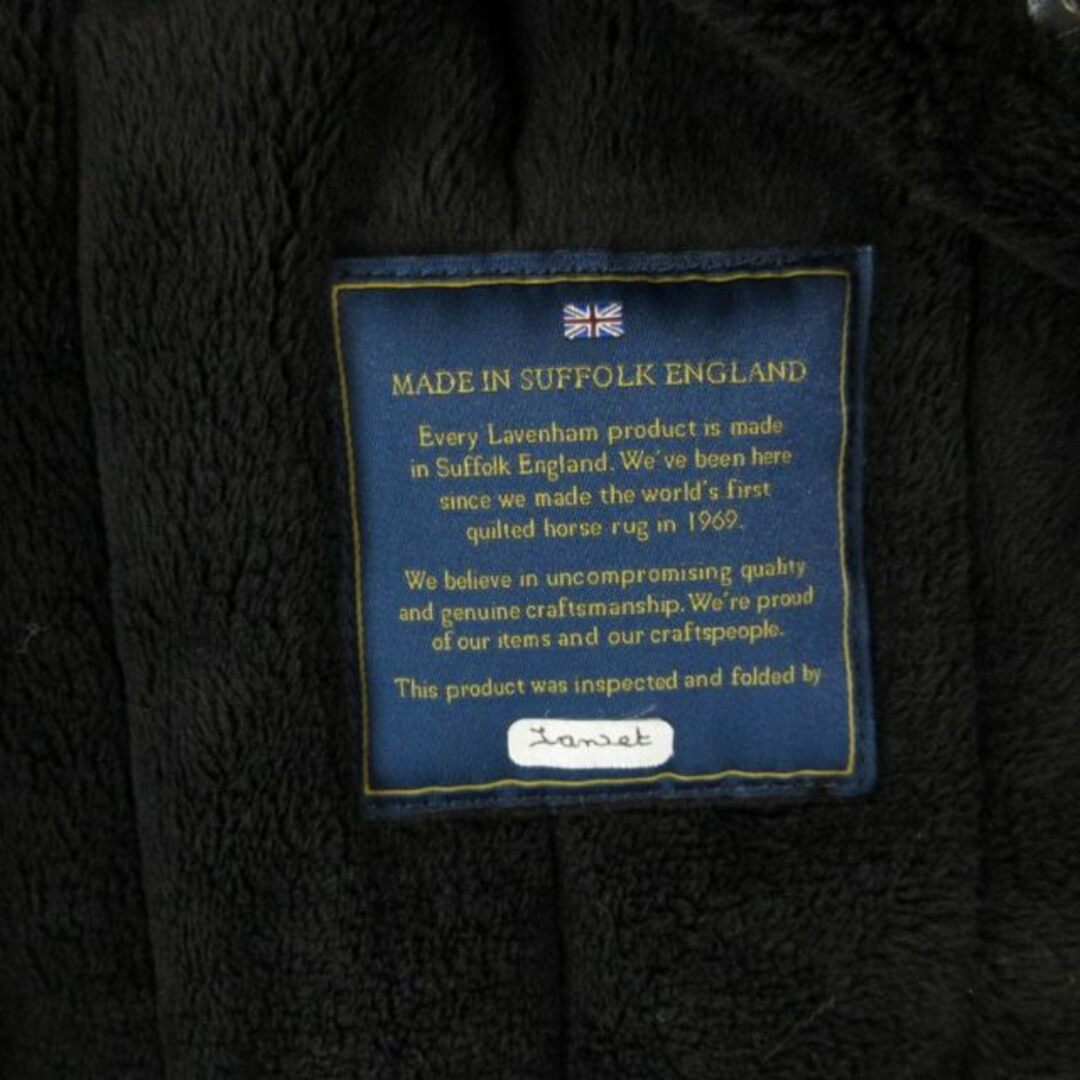 MADE IN SUFFOLK ENGLAND
Every Lavenham product is made
in Suffolk England. We've been here
since we made the world's first
quilted horse rug in 1969.
We believe in uncompromising quality
and genuine craftsmanship. We're proud
of our items and our craftspeople.
This product was inspected and folded by